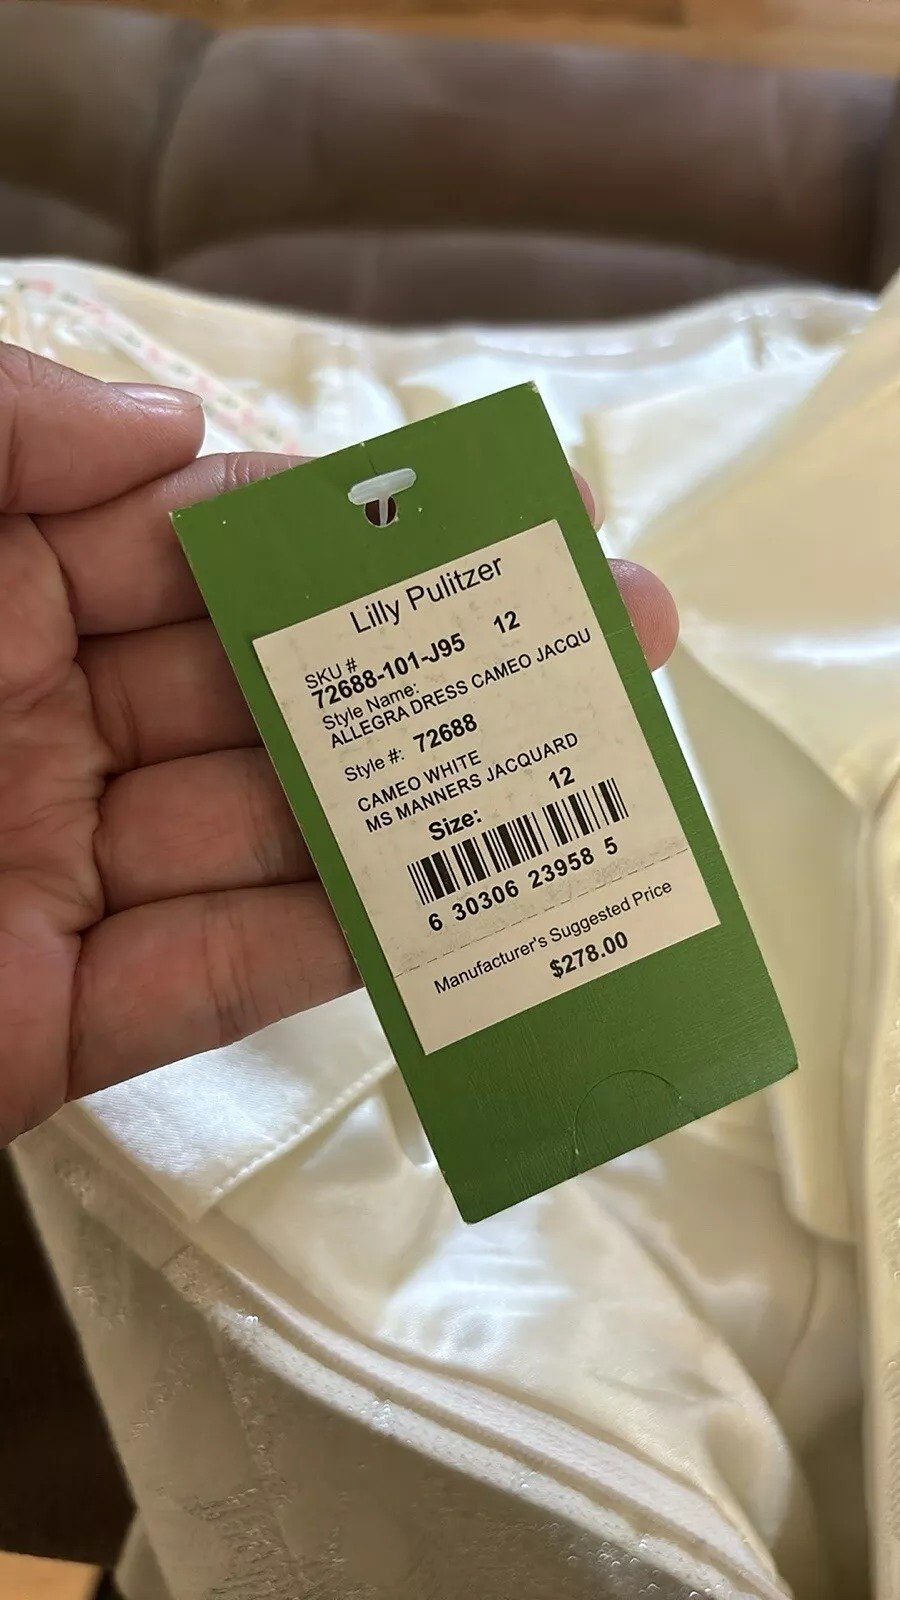 Lilly Pulitzer
SKU #
72688-101-J95 12
Style Name:
ALLEGRA DRESS CAMEO JACQU
Style #: 72688
CAMEO WHITE
MS MANNERS JACQUARD
Size: 12
6 30306 23958 5
Manufacturer's Suggested Price
$278.00